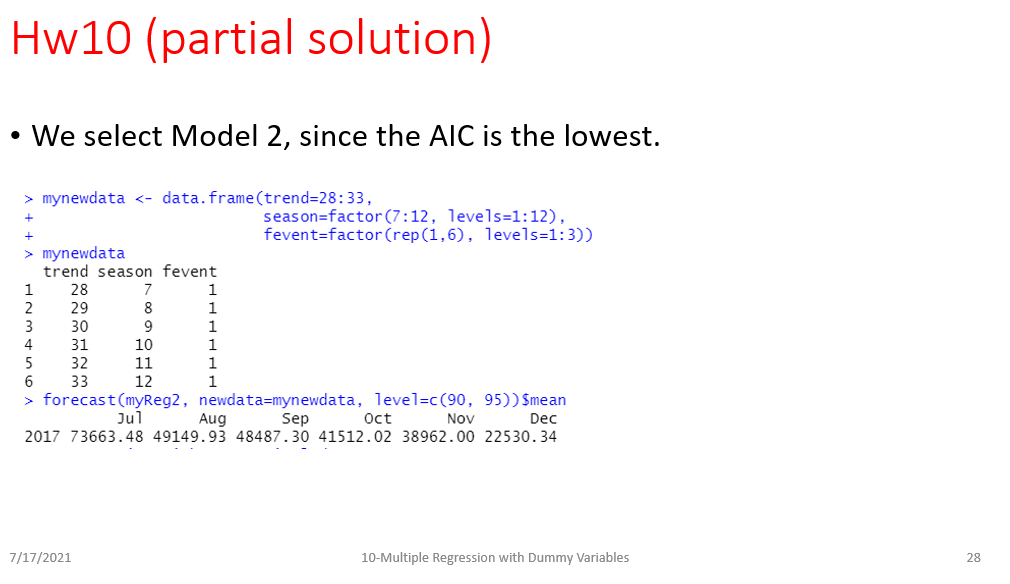 Hw10 (partial solution)
• We select Model 2, since the AIC is the lowest.
> mynewdata <- data.frame(trend=28:33,
+                         season=factor(7:12, levels=1:12),
+                         fevent=factor(rep(1,6), levels=1:3))
> mynewdata
  trend season fevent
1    28      7      1
2    29      8      1
3    30      9      1
4    31     10      1
5    32     11      1
6    33     12      1
> forecast(myReg2, newdata=mynewdata, level=c(90, 95))$mean
          Jul      Aug      Sep      Oct      Nov      Dec
2017 73663.48 49149.93 48487.30 41512.02 38962.00 22530.34
7/17/2021 10-Multiple Regression with Dummy Variables 28